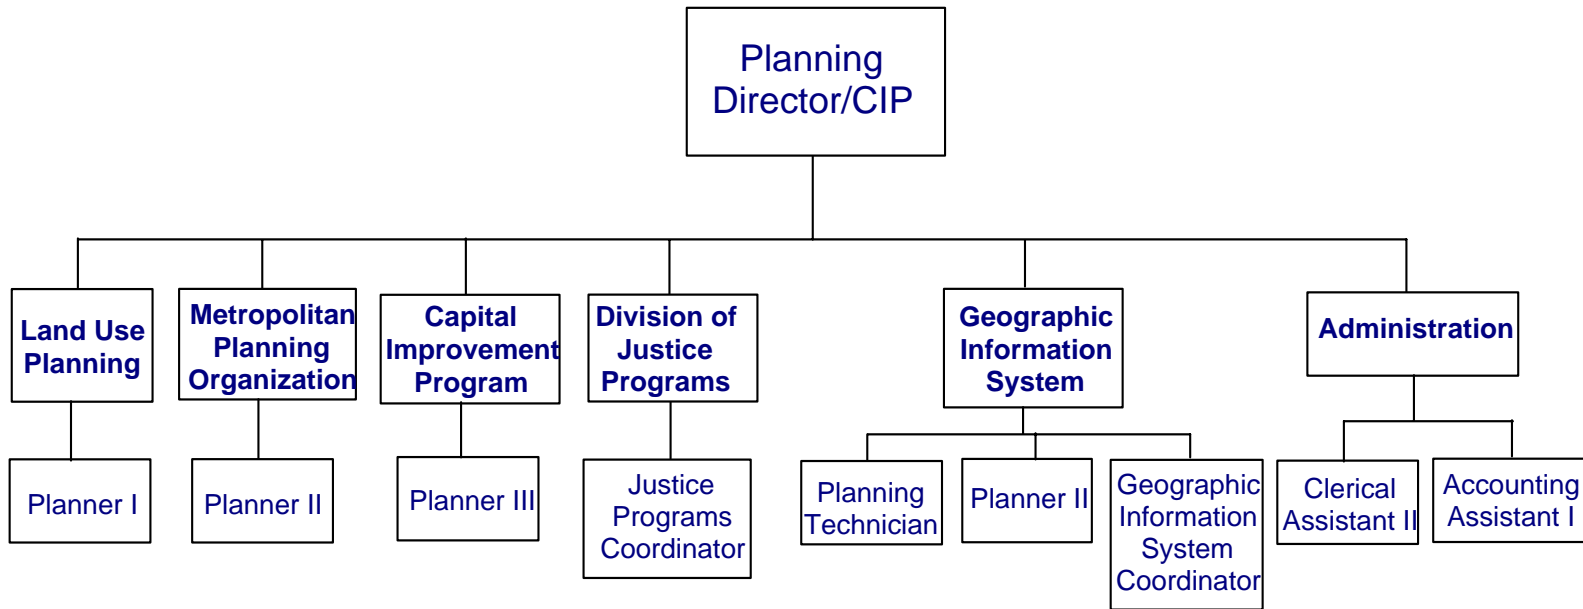 Planning
Director/CIP
Land Use
Planning
Metropolitan
Planning
Organization
Capital
Improvement
Program
Division of
Justice
Programs
Geographic
Information
System
Administration
Planner I
Planner II
Planner III
Justice
Programs
Coordinator
Planning
Technician
Planner II
Geographic
Information
System
Coordinator
Clerical
Assistant II
Accounting
Assistant I